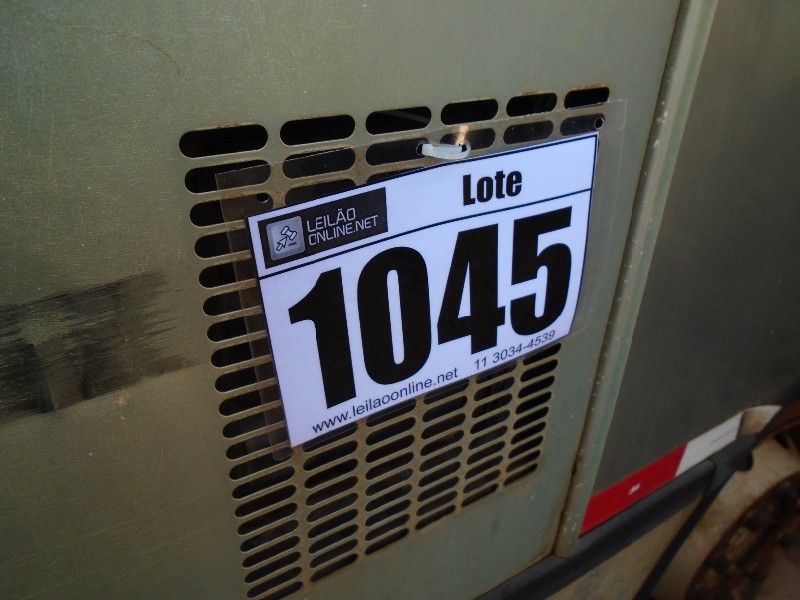 Lote
LEILÃO
ONLINE.NET
1045
www.leilaoonline.net 11 3034-4539